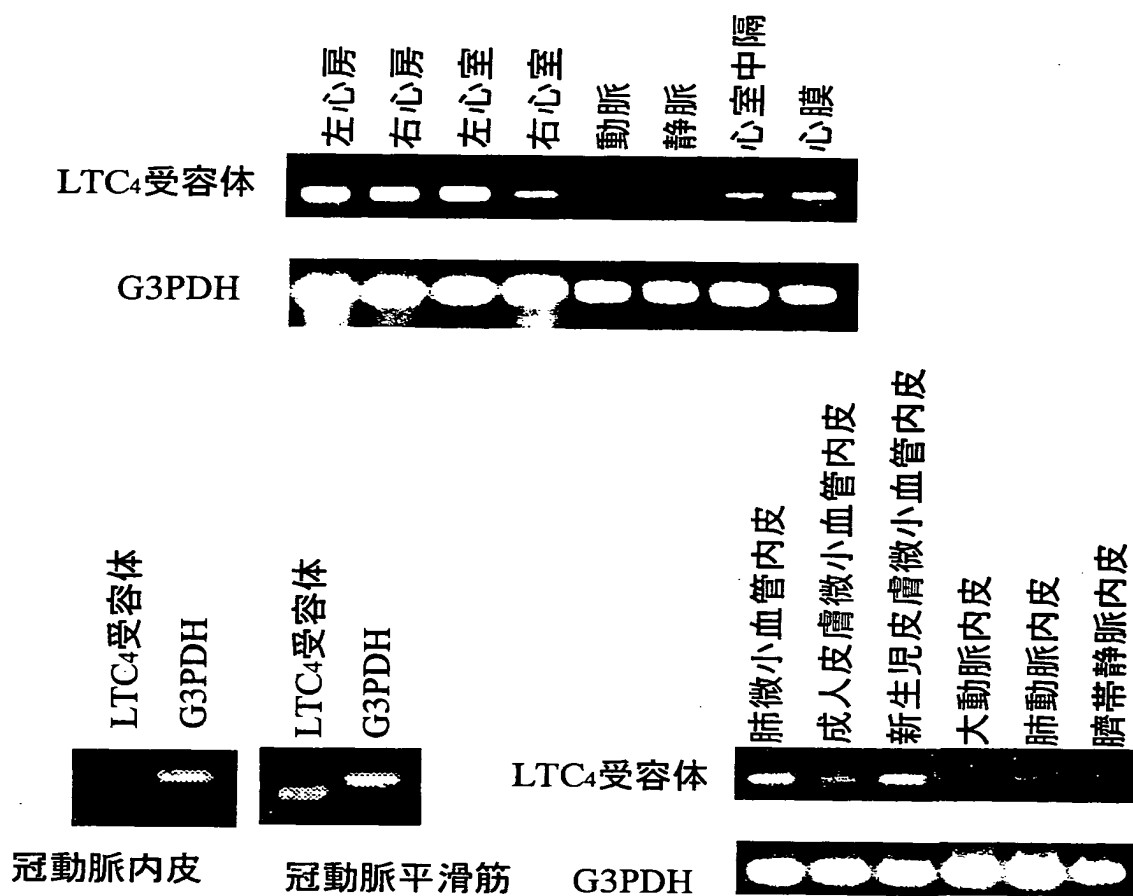 左心房
右心房
左心室
右心室
動脈
静脈
心室中隔
心膜
LTC4受容体
G3PDH
LTC4受容体
G3PDH
冠動脈内皮
LTC4受容体
G3PDH
冠動脈平滑筋
肺微小血管内皮
成人皮膚微小血管内皮
新生児皮膚微小血管内皮
大動脈内皮
肺動脈内皮
臍帯静脈内皮
LTC4受容体
G3PDH